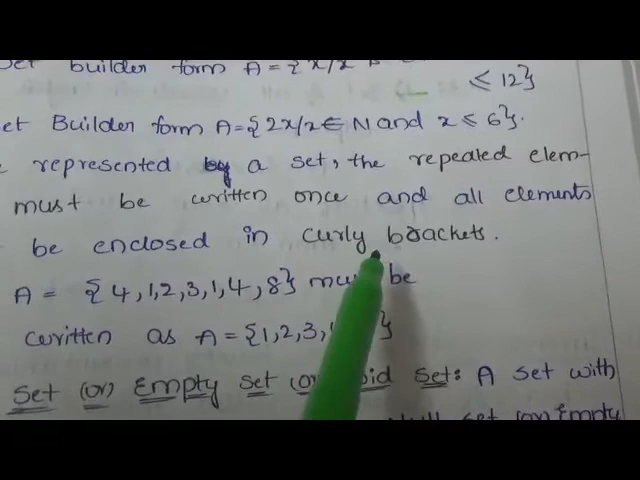 builder form A = {x/x
≤ 12}
et Builder form A={2x/x ∈ N and x ≤ 6}.
represented by a set, the repeated elem-
must be written once and all elements
be enclosed in curly brackets.
A = {4,1,2,3,1,4,8} must be
written as A = {1,2,3, }
Set (or) Empty set (or) void set: A set with
set (or) Empty